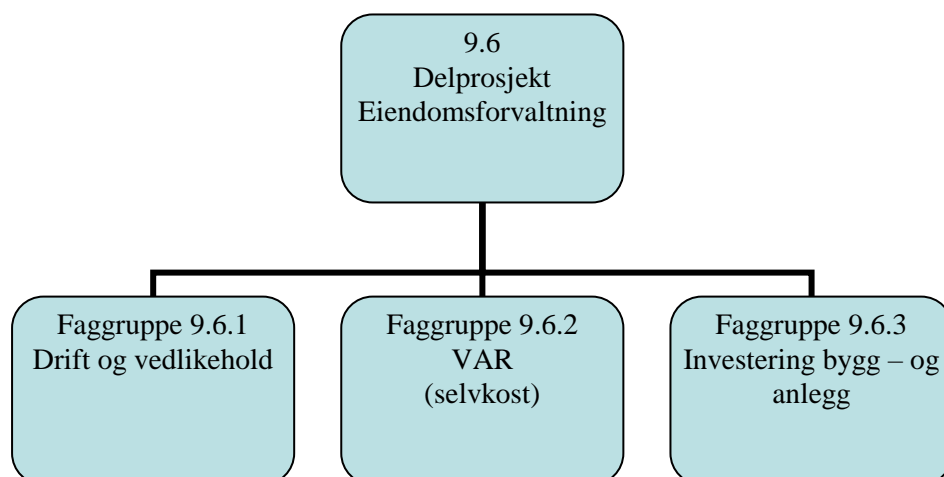 9.6
Delprosjekt
Eiendomsforvaltning
Faggruppe 9.6.1
Drift og vedlikehold
Faggruppe 9.6.2
VAR
(selvkost)
Faggruppe 9.6.3
Investering bygg – og
anlegg